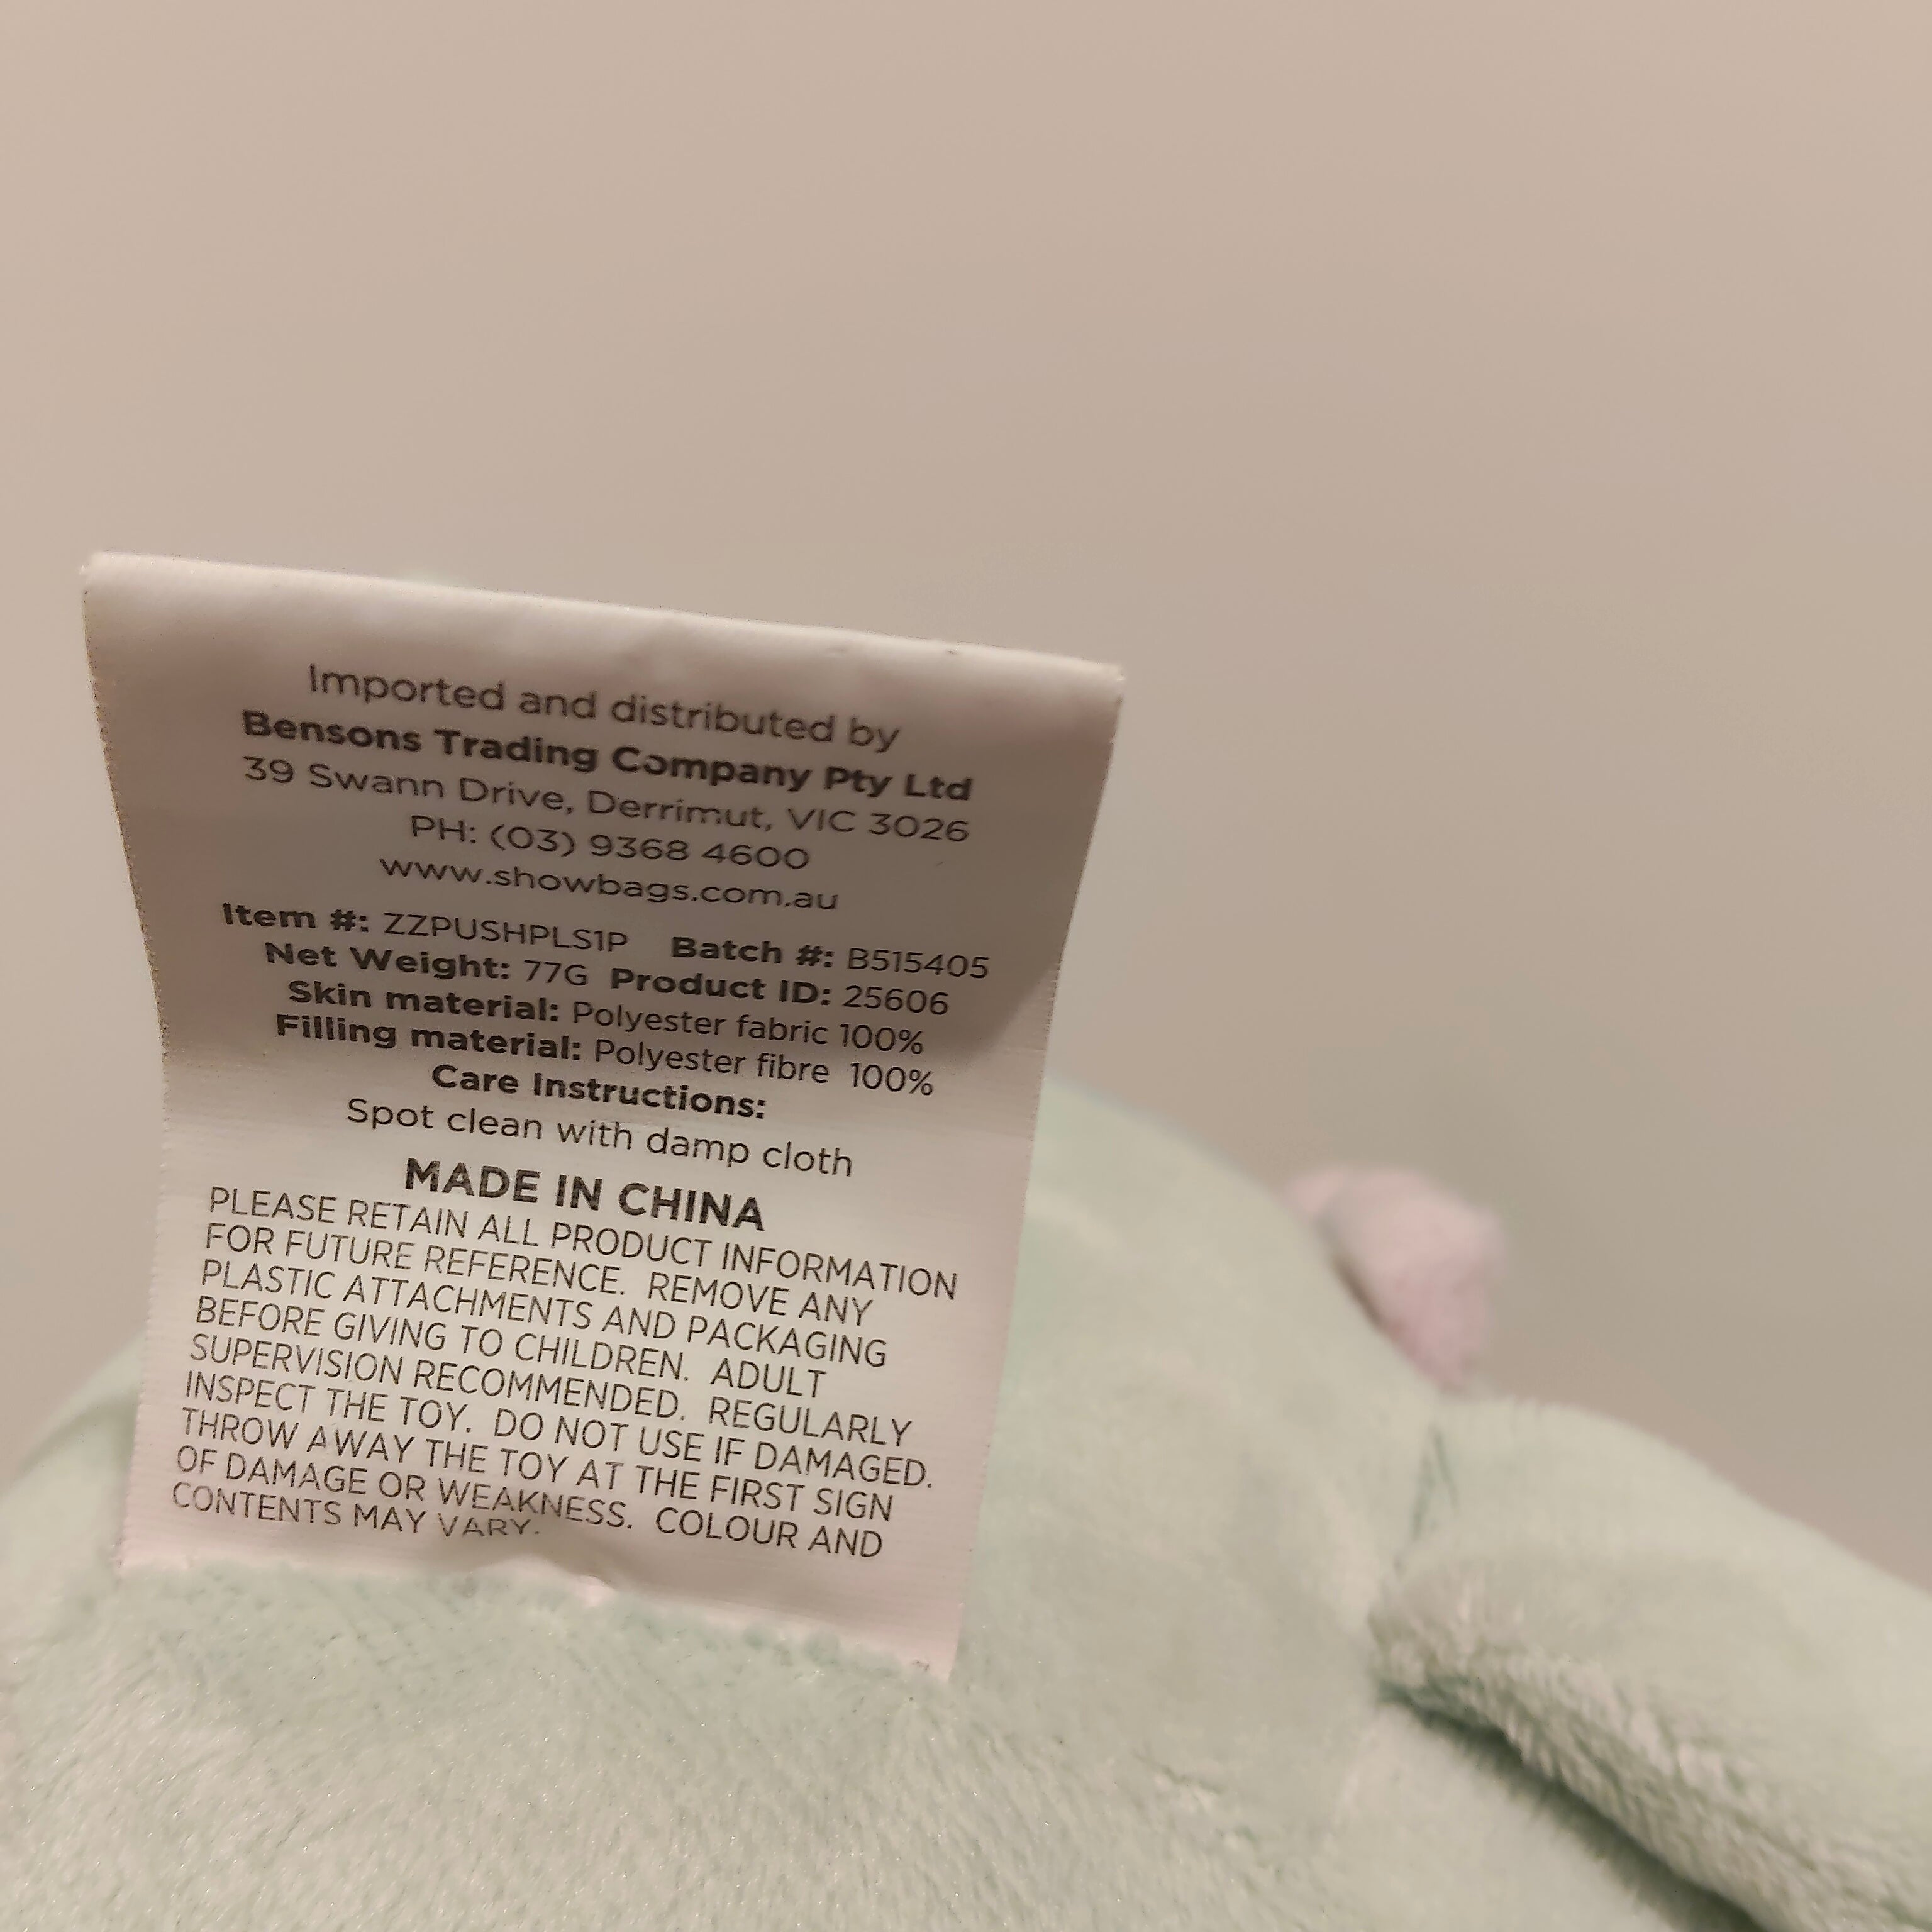 Imported and distributed by
Bensons Trading Company Pty Ltd
39 Swann Drive, Derrimut, VIC 3026
PH: (03) 9368 4600
www.showbags.com.au
Item #: ZZPUSHPLS1P Batch #: B515405
Net Weight: 77G Product ID: 25606
Skin material: Polyester fabric 100%
Filling material: Polyester fibre 100%
Care Instructions:
Spot clean with damp cloth
MADE IN CHINA
PLEASE RETAIN ALL PRODUCT INFORMATION
FOR FUTURE REFERENCE. REMOVE ANY
PLASTIC ATTACHMENTS AND PACKAGING
BEFORE GIVING TO CHILDREN. ADULT
SUPERVISION RECOMMENDED. REGULARLY
INSPECT THE TOY. DO NOT USE IF DAMAGED.
THROW AWAY THE TOY AT THE FIRST SIGN
OF DAMAGE OR WEAKNESS. COLOUR AND
CONTENTS MAY VARY.